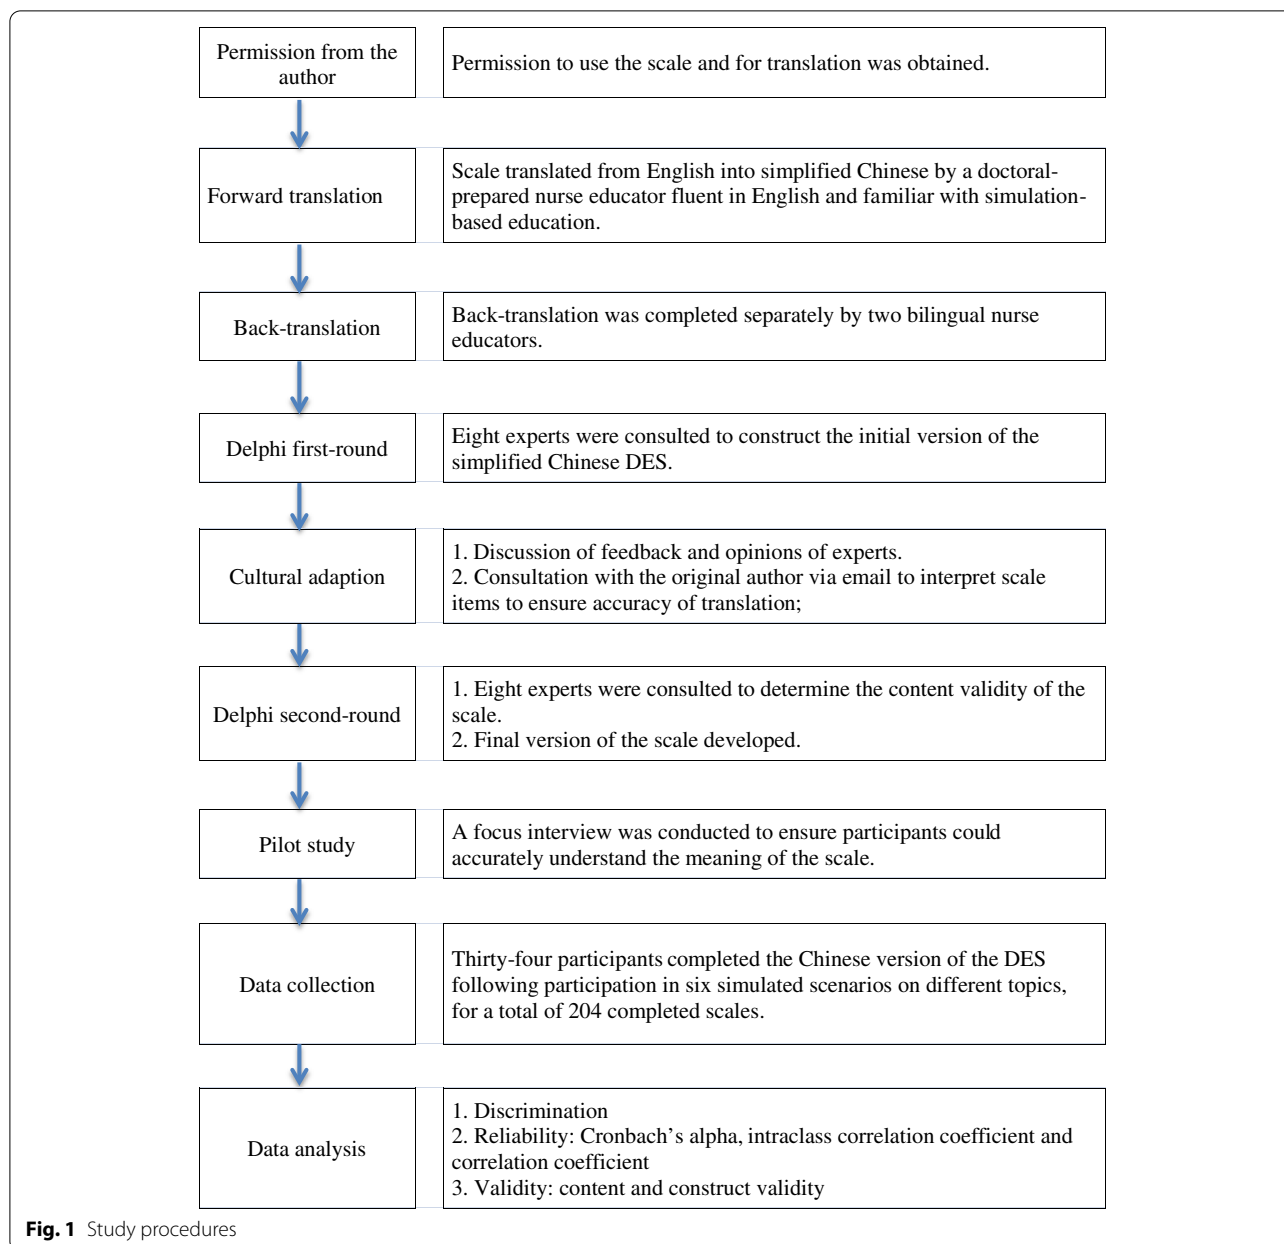 Permission from the
author
Permission to use the scale and for translation was obtained.
Forward translation
Scale translated from English into simplified Chinese by a doctoral-
prepared nurse educator fluent in English and familiar with simulation-
based education.
Back-translation
Back-translation was completed separately by two bilingual nurse
educators.
Delphi first-round
Eight experts were consulted to construct the initial version of the
simplified Chinese DES.
Cultural adaption
1. Discussion of feedback and opinions of experts.
2. Consultation with the original author via email to interpret scale
items to ensure accuracy of translation;
Delphi second-round
1. Eight experts were consulted to determine the content validity of the
scale.
2. Final version of the scale developed.
Pilot study
A focus interview was conducted to ensure participants could
accurately understand the meaning of the scale.
Data collection
Thirty-four participants completed the Chinese version of the DES
following participation in six simulated scenarios on different topics,
for a total of 204 completed scales.
Data analysis
1. Discrimination
2. Reliability: Cronbach’s alpha, intraclass correlation coefficient and
correlation coefficient
3. Validity: content and construct validity
Fig. 1 Study procedures